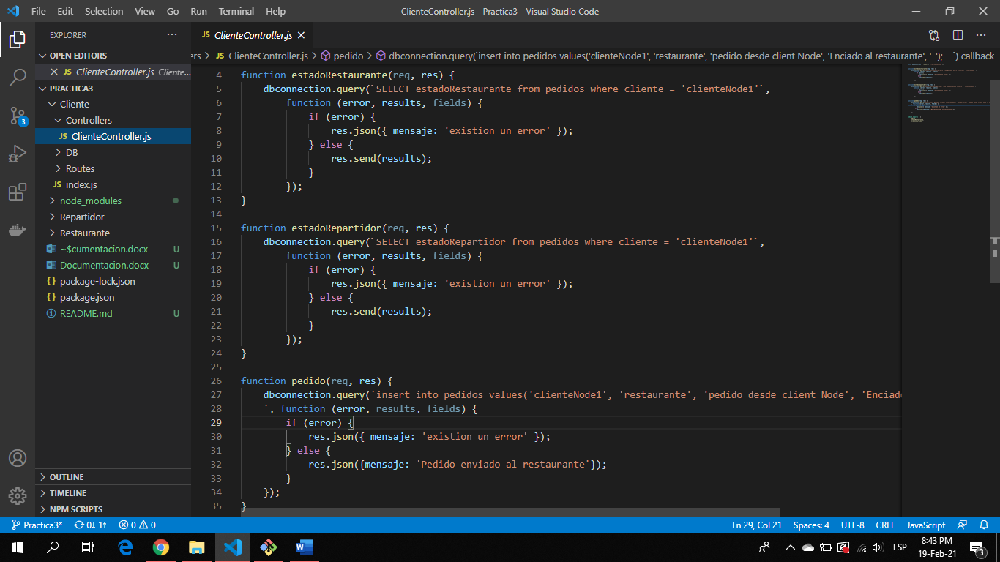 File Edit Selection View Go Run Terminal Help
ClienteController.js - Practica3 - Visual Studio Code
EXPLORER
OPEN EDITORS
JS ClienteController.js Cliente...
PRACTICA3
Cliente
Controllers
JS ClienteController.js
DB
Routes
JS index.js
node_modules
Repartidor
Restaurante
~$cumentacion.docx U
Documentacion.docx U
{} package-lock.json
{} package.json
README.md U
OUTLINE
TIMELINE
NPM SCRIPTS
3
JS ClienteController.js
ers > JS ClienteController.js > pedido > dbconnection.query(`insert into pedidos values('clienteNode1', 'restaurante', 'pedido desde client Node', 'Enciado al restaurante', '-'); `) callback
4 function estadoRestaurante(req, res) {
5 dbconnection.query(`SELECT estadoRestaurante from pedidos where cliente = 'clienteNode1'`,
6 function (error, results, fields) {
7 if (error) {
8 res.json({ mensaje: 'existion un error' });
9 } else {
10 res.send(results);
11 }
12 });
13 }
14
15 function estadoRepartidor(req, res) {
16 dbconnection.query(`SELECT estadoRepartidor from pedidos where cliente = 'clienteNode1'`,
17 function (error, results, fields) {
18 if (error) {
19 res.json({ mensaje: 'existion un error' });
20 } else {
21 res.send(results);
22 }
23 });
24 }
25
26 function pedido(req, res) {
27 dbconnection.query(`insert into pedidos values('clienteNode1', 'restaurante', 'pedido desde client Node', 'Enciado
28 `, function (error, results, fields) {
29 if (error) {
30 res.json({ mensaje: 'existion un error' });
31 } else {
32 res.json({mensaje: 'Pedido enviado al restaurante'});
33 }
34 });
35 }
Practica3* 0↓ 1↑ 0 0
Ln 29, Col 21 Spaces: 4 UTF-8 CRLF JavaScript
ESP
8:43 PM
19-Feb-21
3